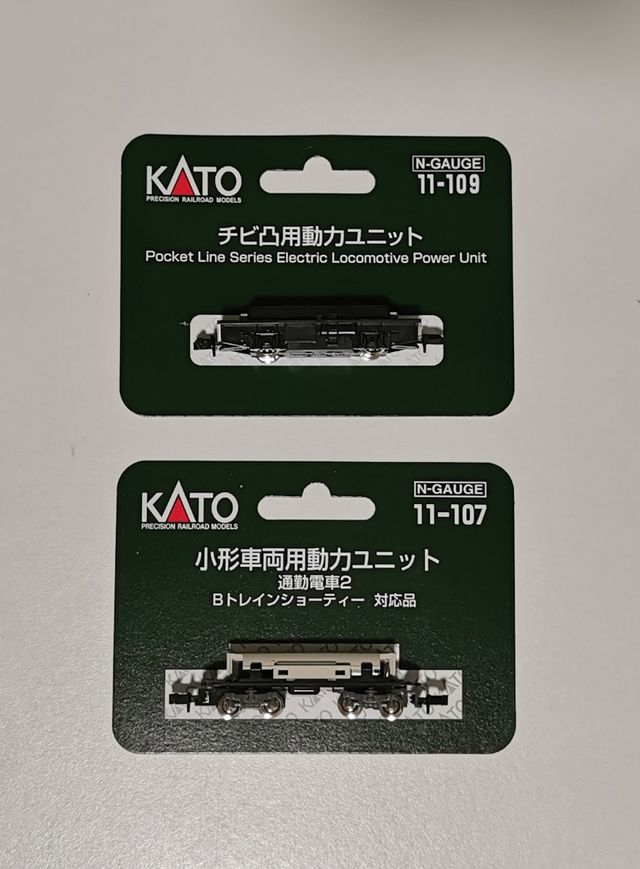 KATO
PRECISION RAILROAD MODELS
N-GAUGE
11-109
チビ凸用動力ユニット
Pocket Line Series Electric Locomotive Power Unit
KATO
PRECISION RAILROAD MODELS
N-GAUGE
11-107
小形車両用動力ユニット
通勤電車2
Bトレインショーティー 対応品